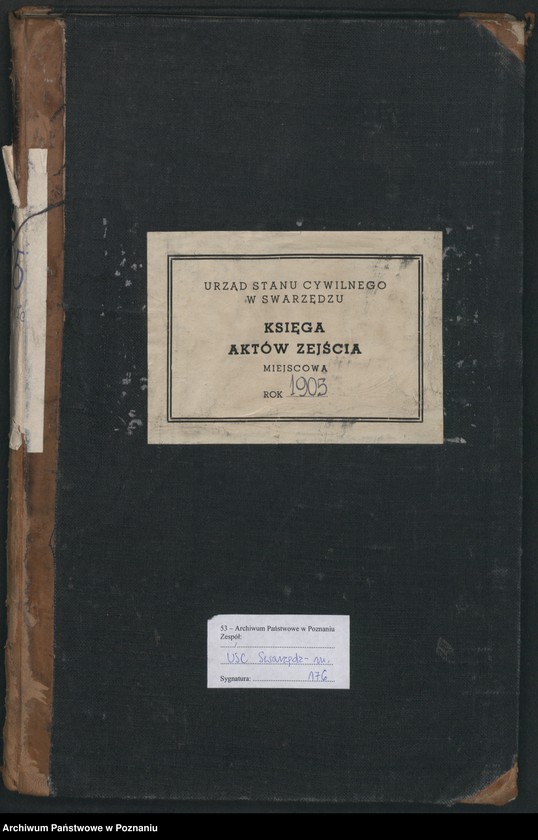 URZĄD STANU CYWILNEGO
W SWARZĘDZU
KSIĘGA
AKTÓW ZEJŚCIA
MIEJSCOWA
ROK 1905
53 – Archiwum Państwowe w Poznaniu
Zespół:
USC Swarzędz - m.
Sygnatura: 176
Archiwum Państwowe w Poznaniu